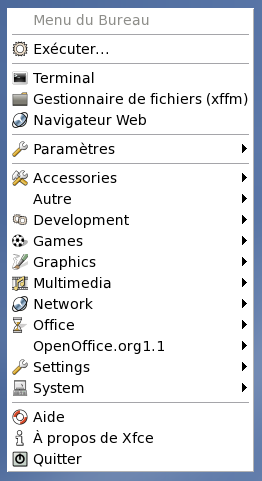 Menu du Bureau
Exécuter...
Terminal
Gestionnaire de fichiers (xffm)
Navigateur Web
Paramètres
Accessories
Autre
Development
Games
Graphics
Multimedia
Network
Office
OpenOffice.org1.1
Settings
System
Aide
À propos de Xfce
Quitter